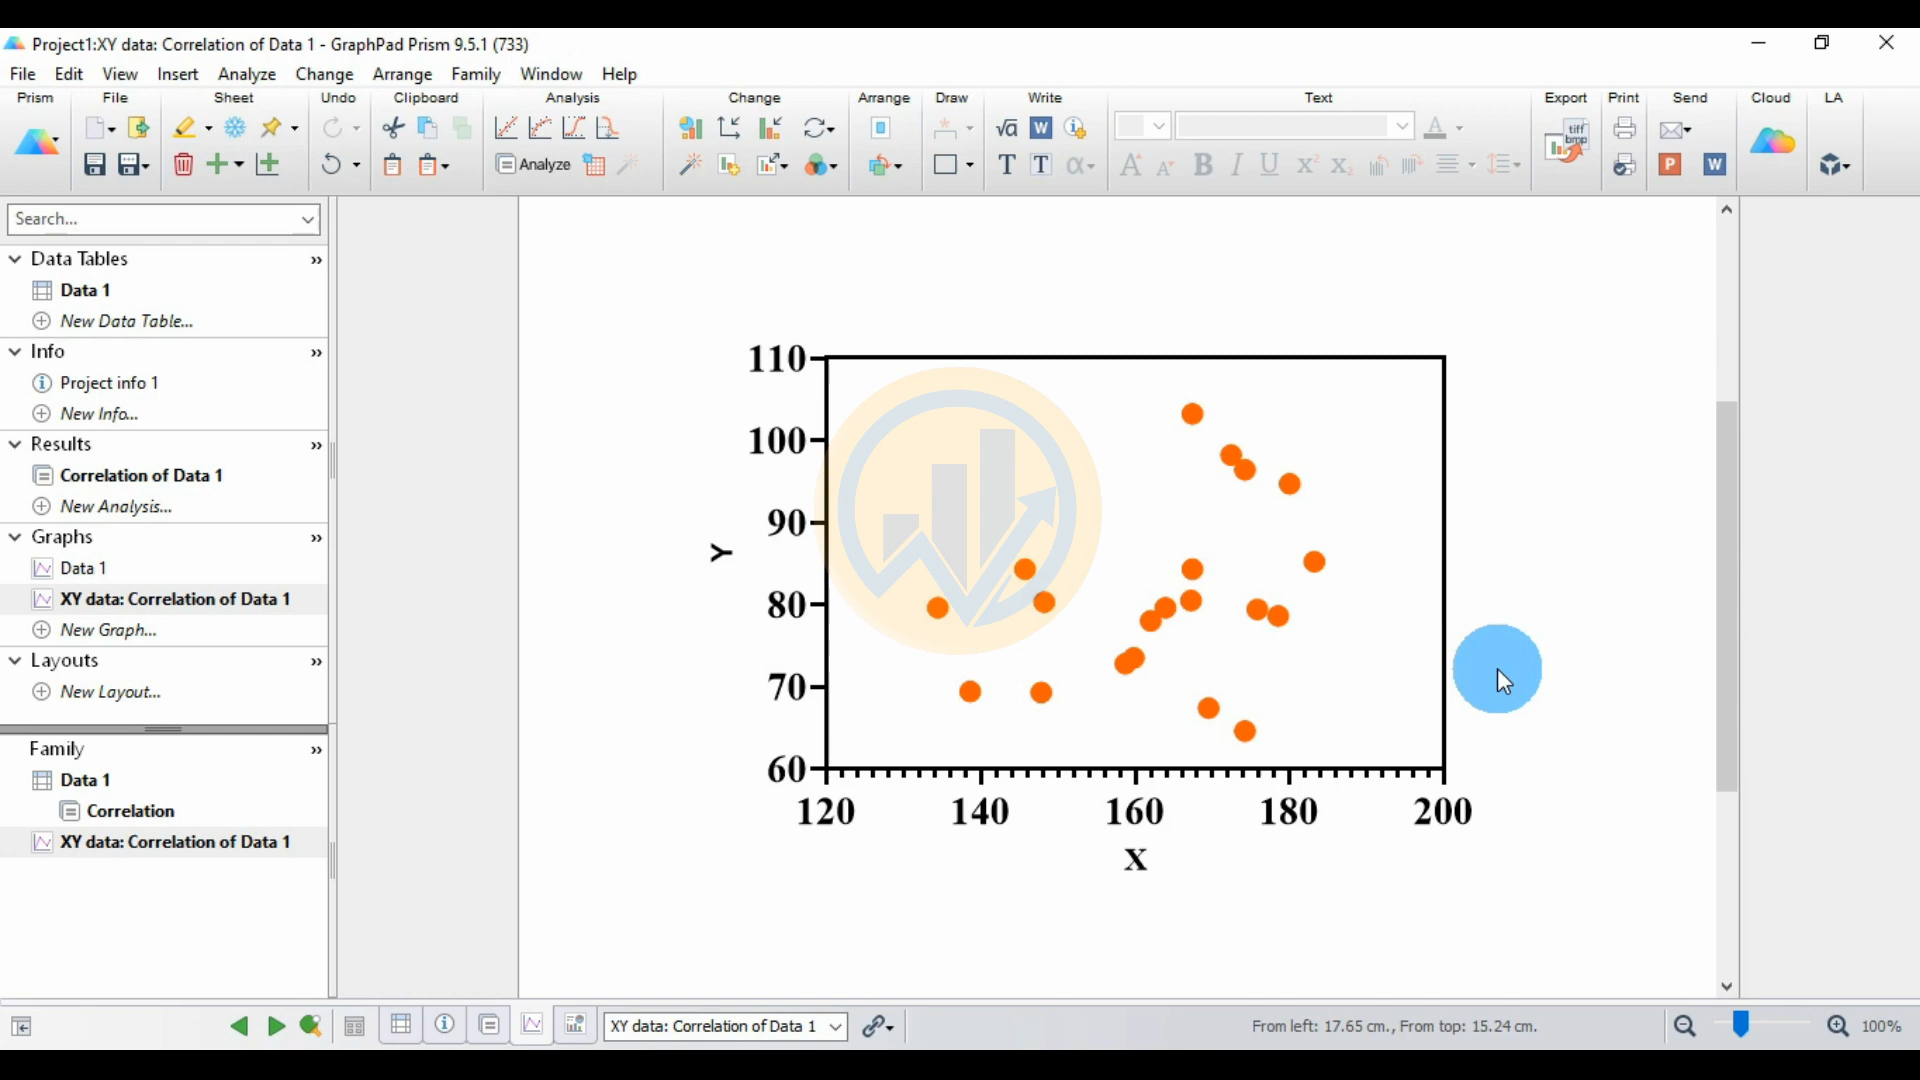 Project1:XY data: Correlation of Data 1 - GraphPad Prism 9.5.1 (733)
File Edit View Insert Analyze Change Arrange Family Window Help
Prism File Sheet Undo Clipboard Analysis Change Arrange Draw Write Text Export Print Send Cloud LA
√a W tiff bmp
Analyze T T α A A B I U X² X₂ P W
Search...
Data Tables »
Data 1
New Data Table...
Info »
Project info 1
New Info...
Results »
Correlation of Data 1
New Analysis...
Graphs »
Data 1
XY data: Correlation of Data 1
New Graph...
Layouts »
New Layout...
Family »
Data 1
Correlation
XY data: Correlation of Data 1
110
100
90
Y
80
70
60
120 140 160 180 200
X
XY data: Correlation of Data 1
From left: 17.65 cm., From top: 15.24 cm.
100%